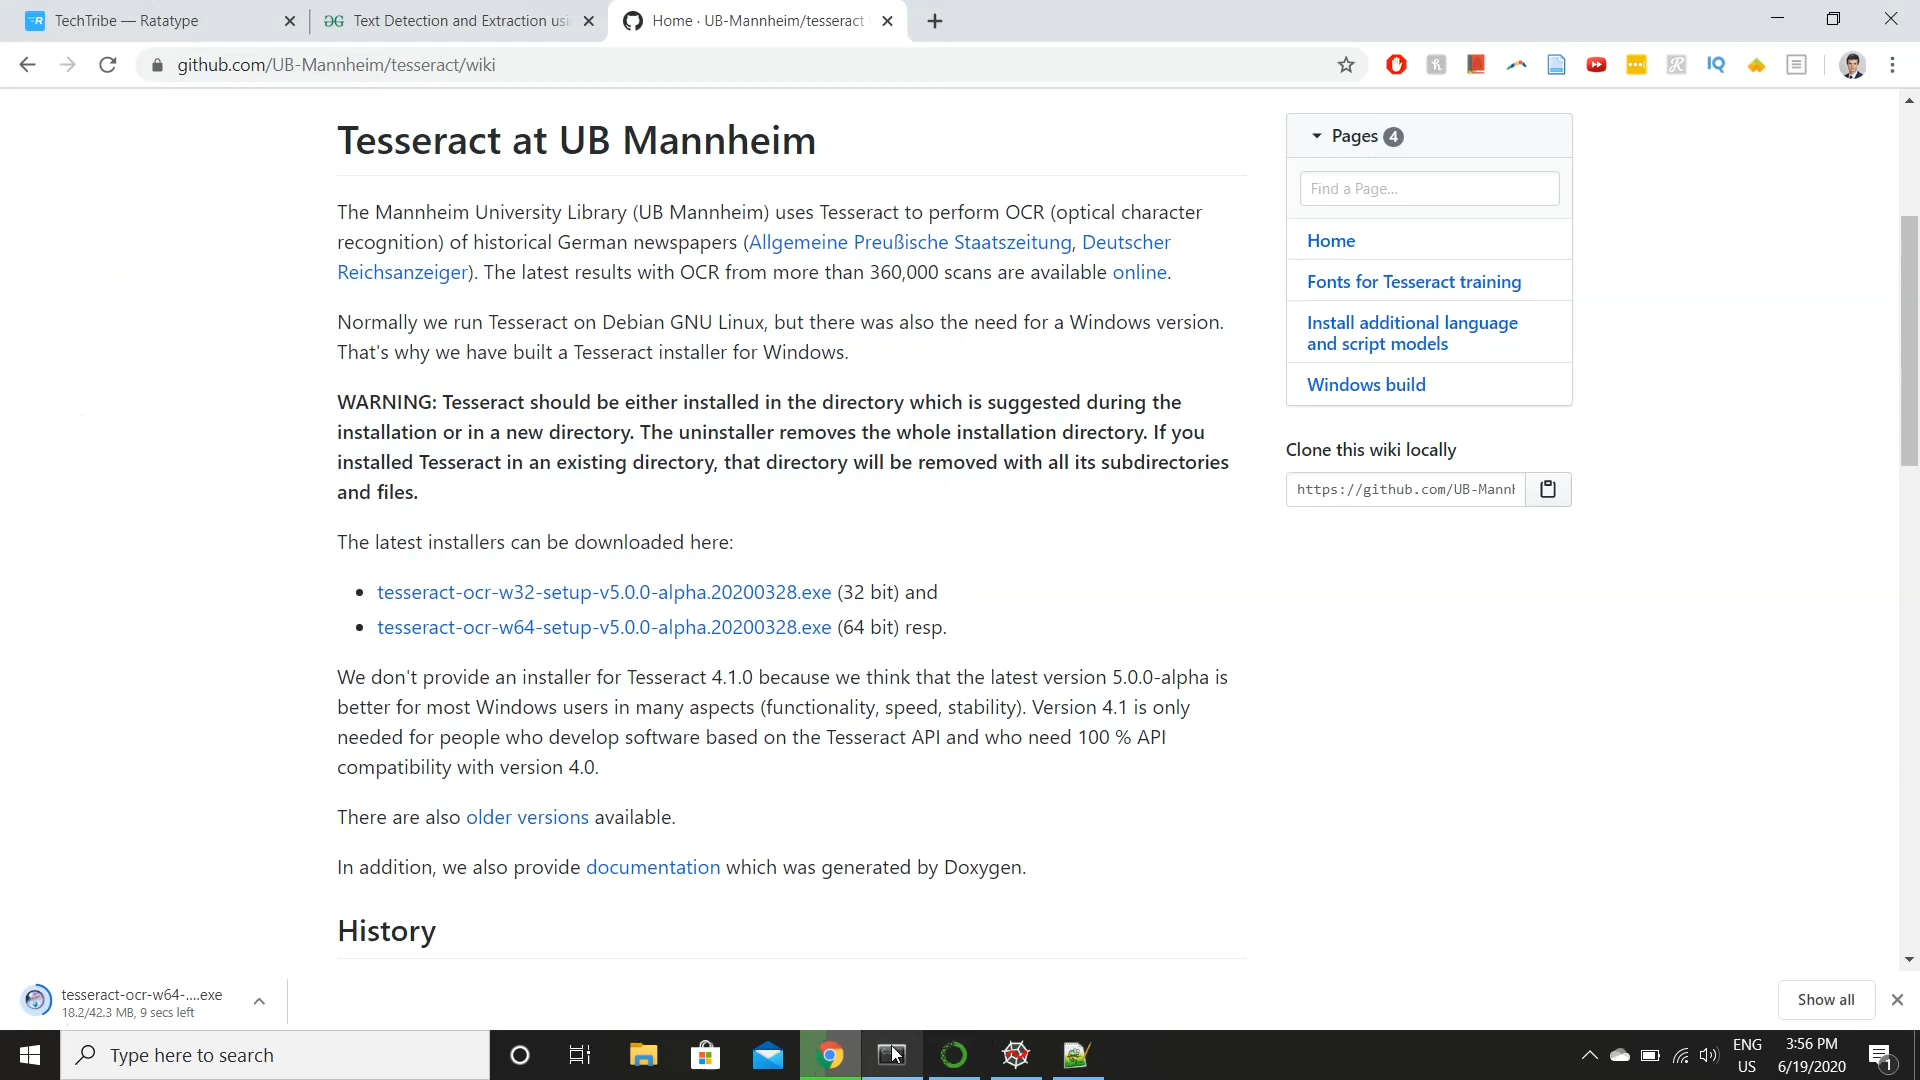 TechTribe — Ratatype
Text Detection and Extraction usi
Home · UB-Mannheim/tesseract
github.com/UB-Mannheim/tesseract/wiki
Tesseract at UB Mannheim
The Mannheim University Library (UB Mannheim) uses Tesseract to perform OCR (optical character
recognition) of historical German newspapers (Allgemeine Preußische Staatszeitung, Deutscher
Reichsanzeiger). The latest results with OCR from more than 360,000 scans are available online.
Normally we run Tesseract on Debian GNU Linux, but there was also the need for a Windows version.
That's why we have built a Tesseract installer for Windows.
WARNING: Tesseract should be either installed in the directory which is suggested during the
installation or in a new directory. The uninstaller removes the whole installation directory. If you
installed Tesseract in an existing directory, that directory will be removed with all its subdirectories
and files.
The latest installers can be downloaded here:
tesseract-ocr-w32-setup-v5.0.0-alpha.20200328.exe (32 bit) and
tesseract-ocr-w64-setup-v5.0.0-alpha.20200328.exe (64 bit) resp.
We don't provide an installer for Tesseract 4.1.0 because we think that the latest version 5.0.0-alpha is
better for most Windows users in many aspects (functionality, speed, stability). Version 4.1 is only
needed for people who develop software based on the Tesseract API and who need 100 % API
compatibility with version 4.0.
There are also older versions available.
In addition, we also provide documentation which was generated by Doxygen.
History
Pages 4
Find a Page...
Home
Fonts for Tesseract training
Install additional language
and script models
Windows build
Clone this wiki locally
https://github.com/UB-Mannh
tesseract-ocr-w64-....exe
18.2/42.3 MB, 9 secs left
Show all
Type here to search
ENG
US
3:56 PM
6/19/2020
1